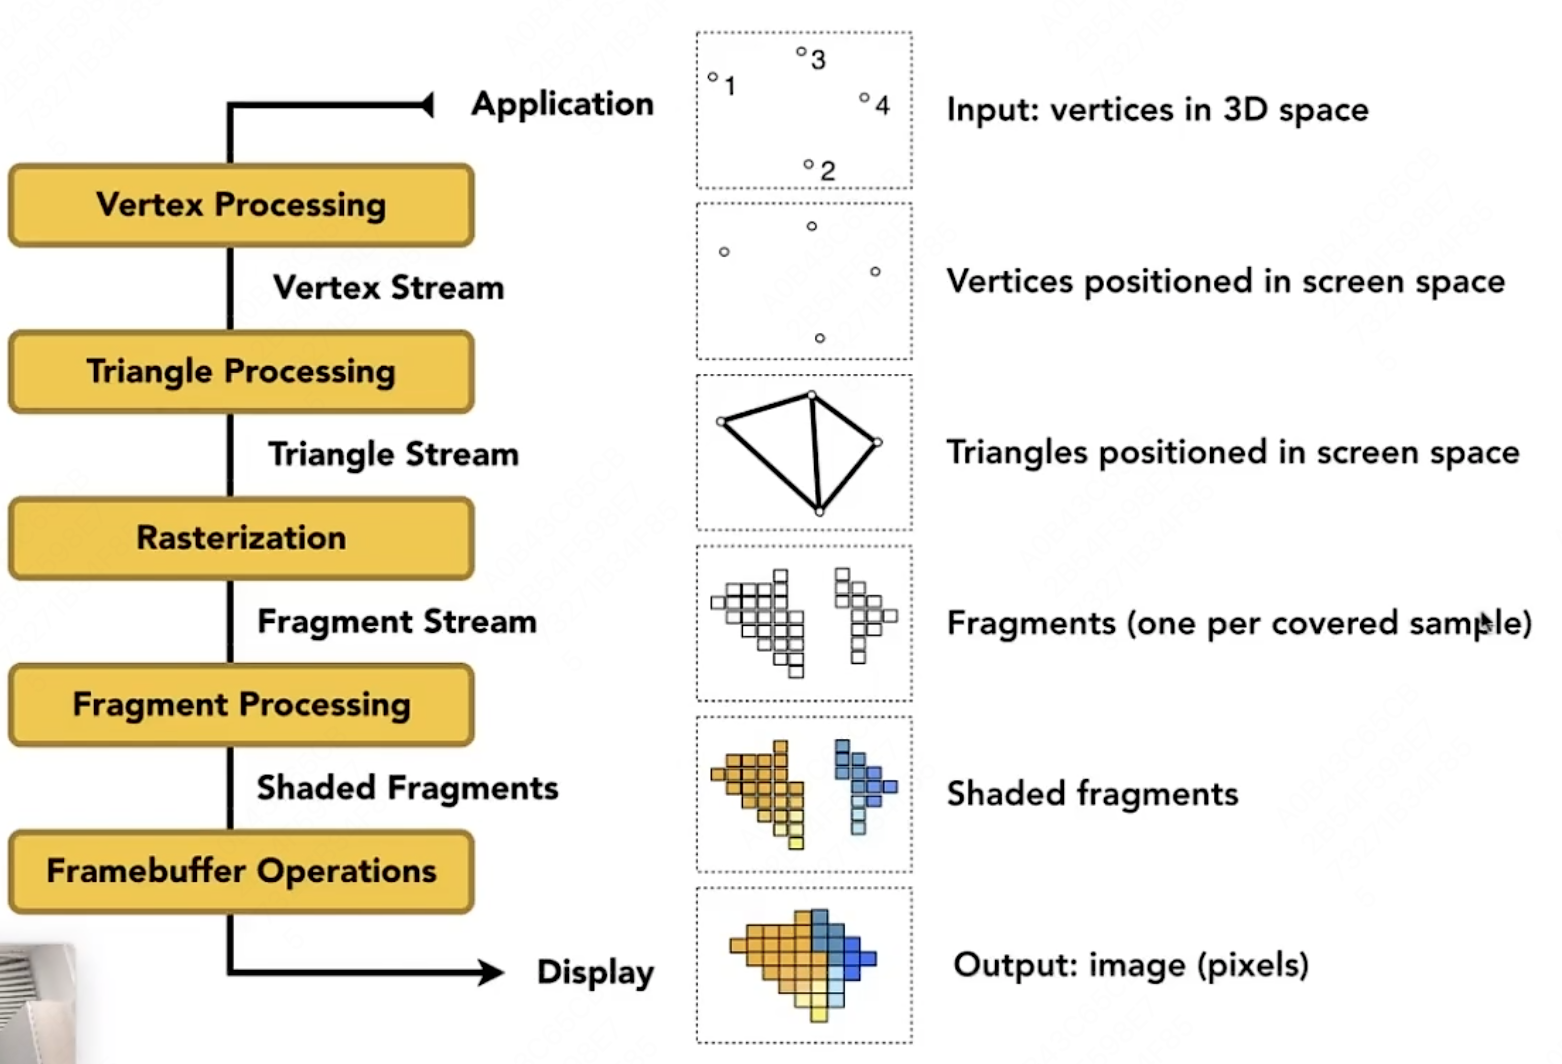 Application
3
1
4
2
Input: vertices in 3D space
Vertex Processing
Vertex Stream
Vertices positioned in screen space
Triangle Processing
Triangle Stream
Triangles positioned in screen space
Rasterization
Fragment Stream
Fragments (one per covered sample)
Fragment Processing
Shaded Fragments
Shaded fragments
Framebuffer Operations
Display
Output: image (pixels)